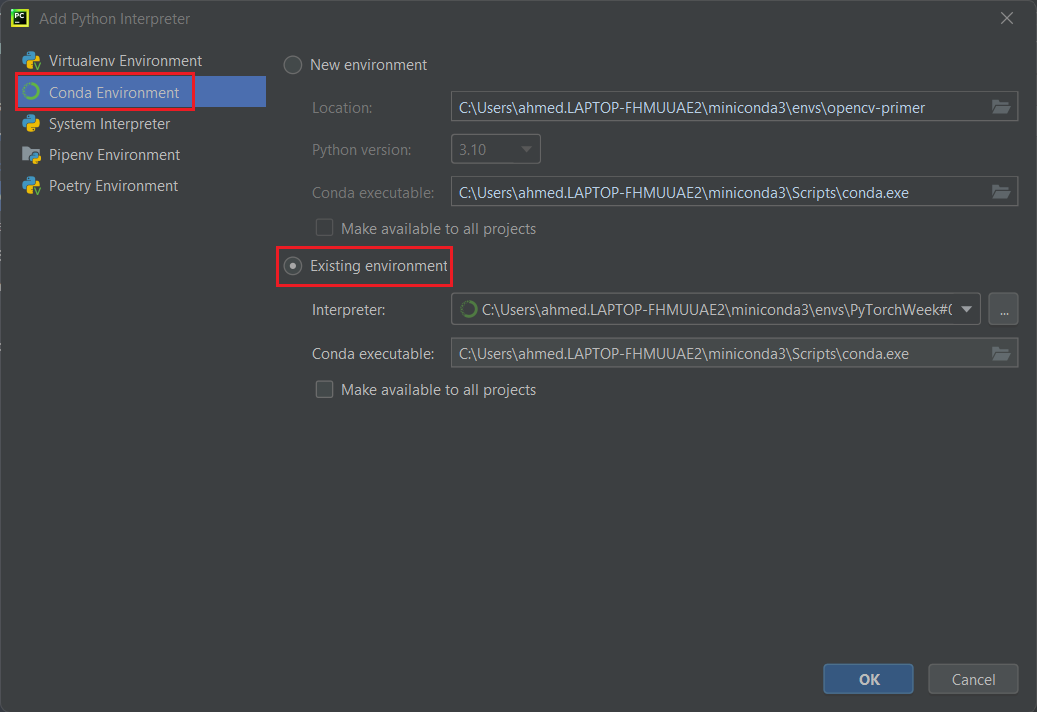 PC
Add Python Interpreter
Virtualenv Environment
Conda Environment
System Interpreter
Pipenv Environment
Poetry Environment
New environment
Location: C:\Users\ahmed.LAPTOP-FHMUUAE2\miniconda3\envs\opencv-primer
Python version: 3.10
Conda executable: C:\Users\ahmed.LAPTOP-FHMUUAE2\miniconda3\Scripts\conda.exe
Make available to all projects
Existing environment
Interpreter: C:\Users\ahmed.LAPTOP-FHMUUAE2\miniconda3\envs\PyTorchWeek#0 ...
Conda executable: C:\Users\ahmed.LAPTOP-FHMUUAE2\miniconda3\Scripts\conda.exe
Make available to all projects
OK Cancel